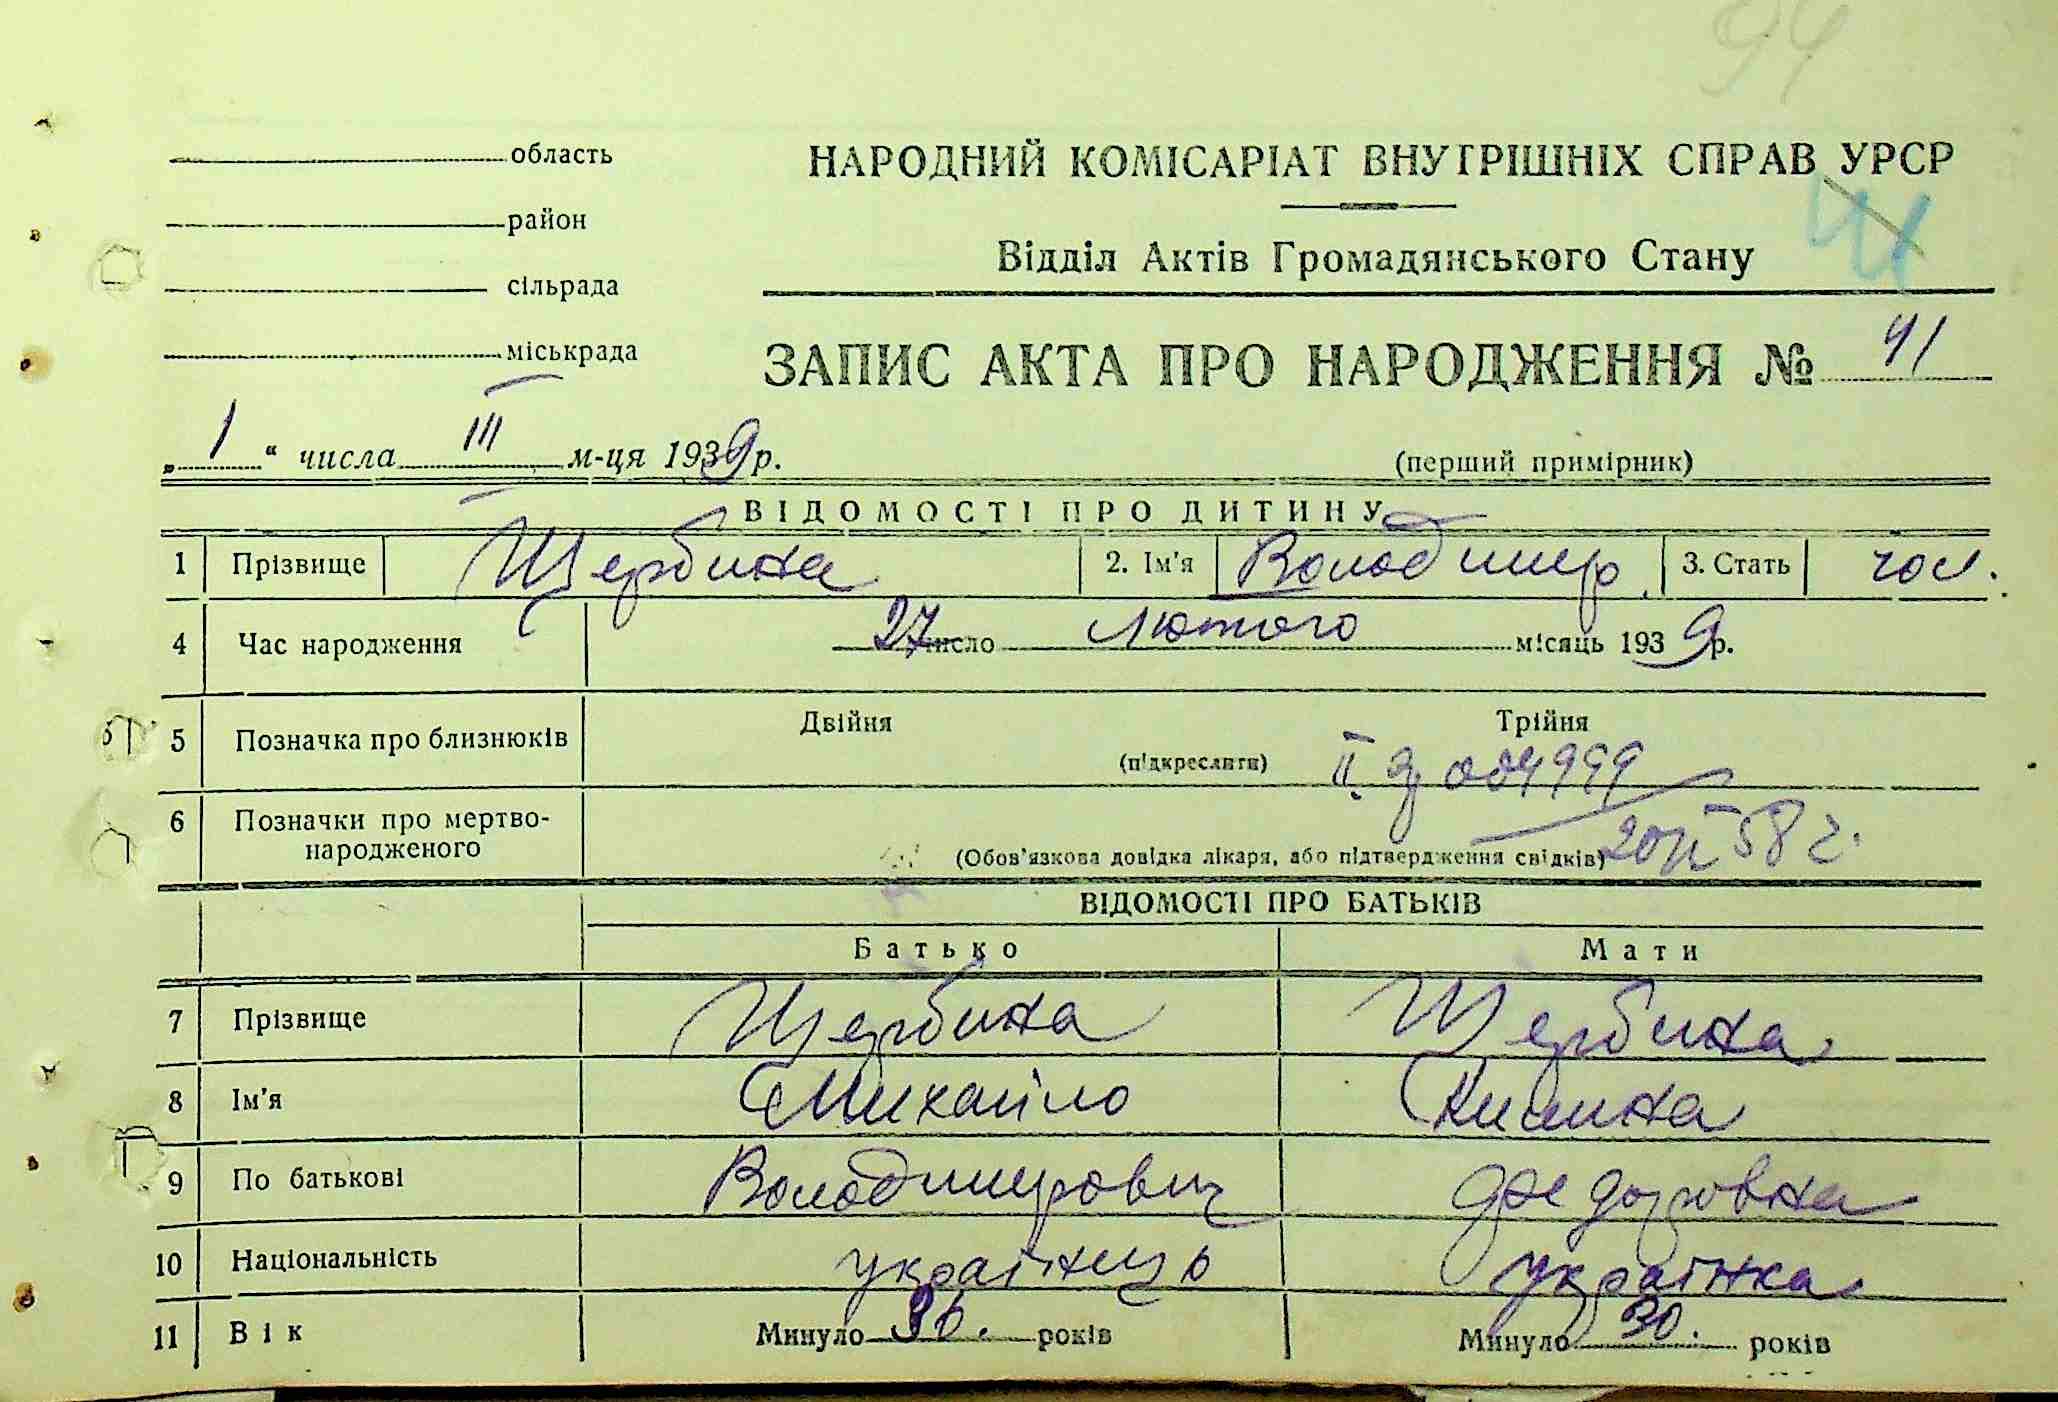 94
область
НАРОДНИЙ КОМІСАРІАТ ВНУТРІШНІХ СПРАВ УРСР
район
Відділ Актів Громадянського Стану
сільрада
міськрада
ЗАПИС АКТА ПРО НАРОДЖЕННЯ № 41
„ 1 “ числа III м-ця 1939 р.
(перший примірник)
ВІДОМОСТІ ПРО ДИТИНУ
1 Прізвище Щербина 2. Ім'я Володимир 3. Стать чол.
4 Час народження 27 число лютого місяць 1939 р.
5 Позначка про близнюків Двійня Трійня
(підкреслити)
6 Позначки про мертво-
народженого
(Обов'язкова довідка лікаря, або підтвердження свідків)
ВІДОМОСТІ ПРО БАТЬКІВ
Батько Мати
7 Прізвище Щербина Щербина
8 Ім'я Михайло
9 По батькові Володимирович Федоровна
10 Національність українець українка
11 Вік Минуло 36. років Минуло 30. років